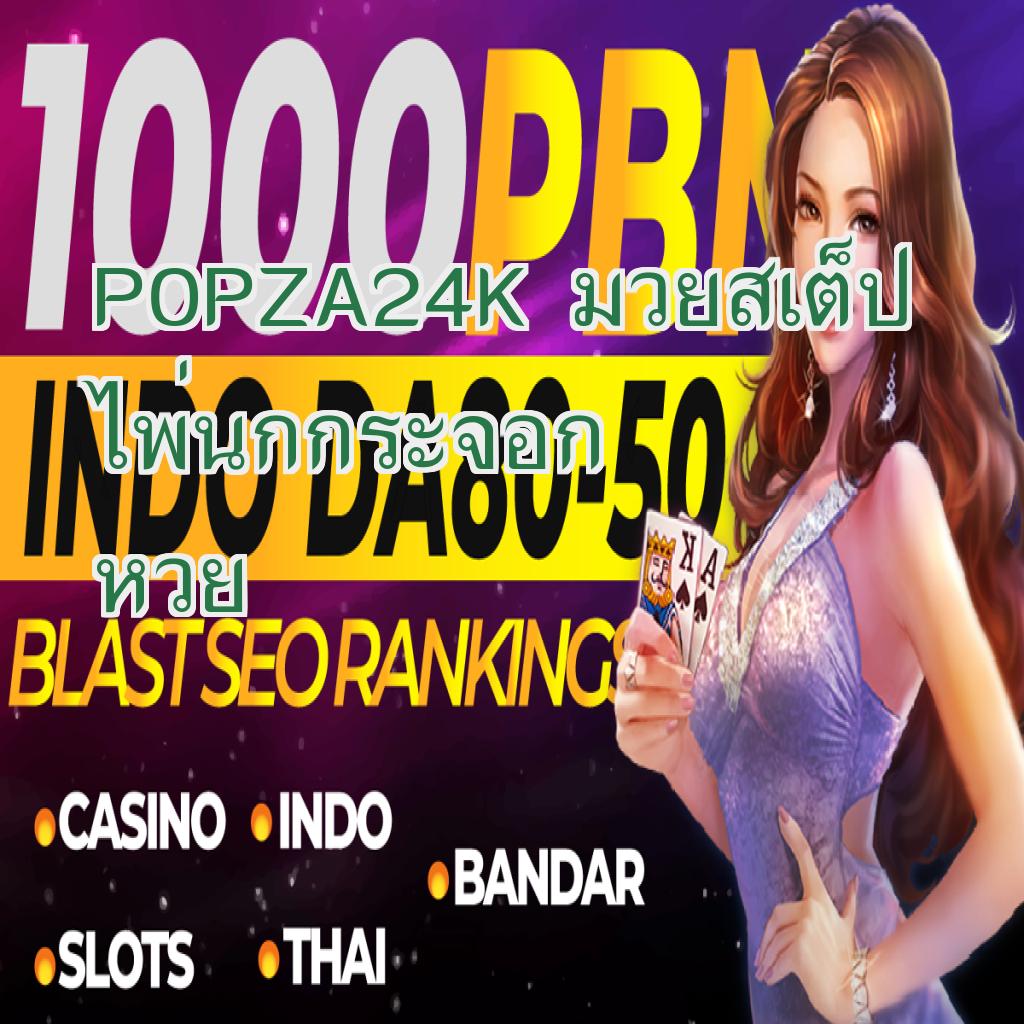 1000PBN
POPZA24K มวยสเต็ป
ไพ่นกกระจอก
INDO DA80-50
หวย
BLAST SEO RANKINGS
CASINO
INDO
BANDAR
SLOTS
THAI
K
A